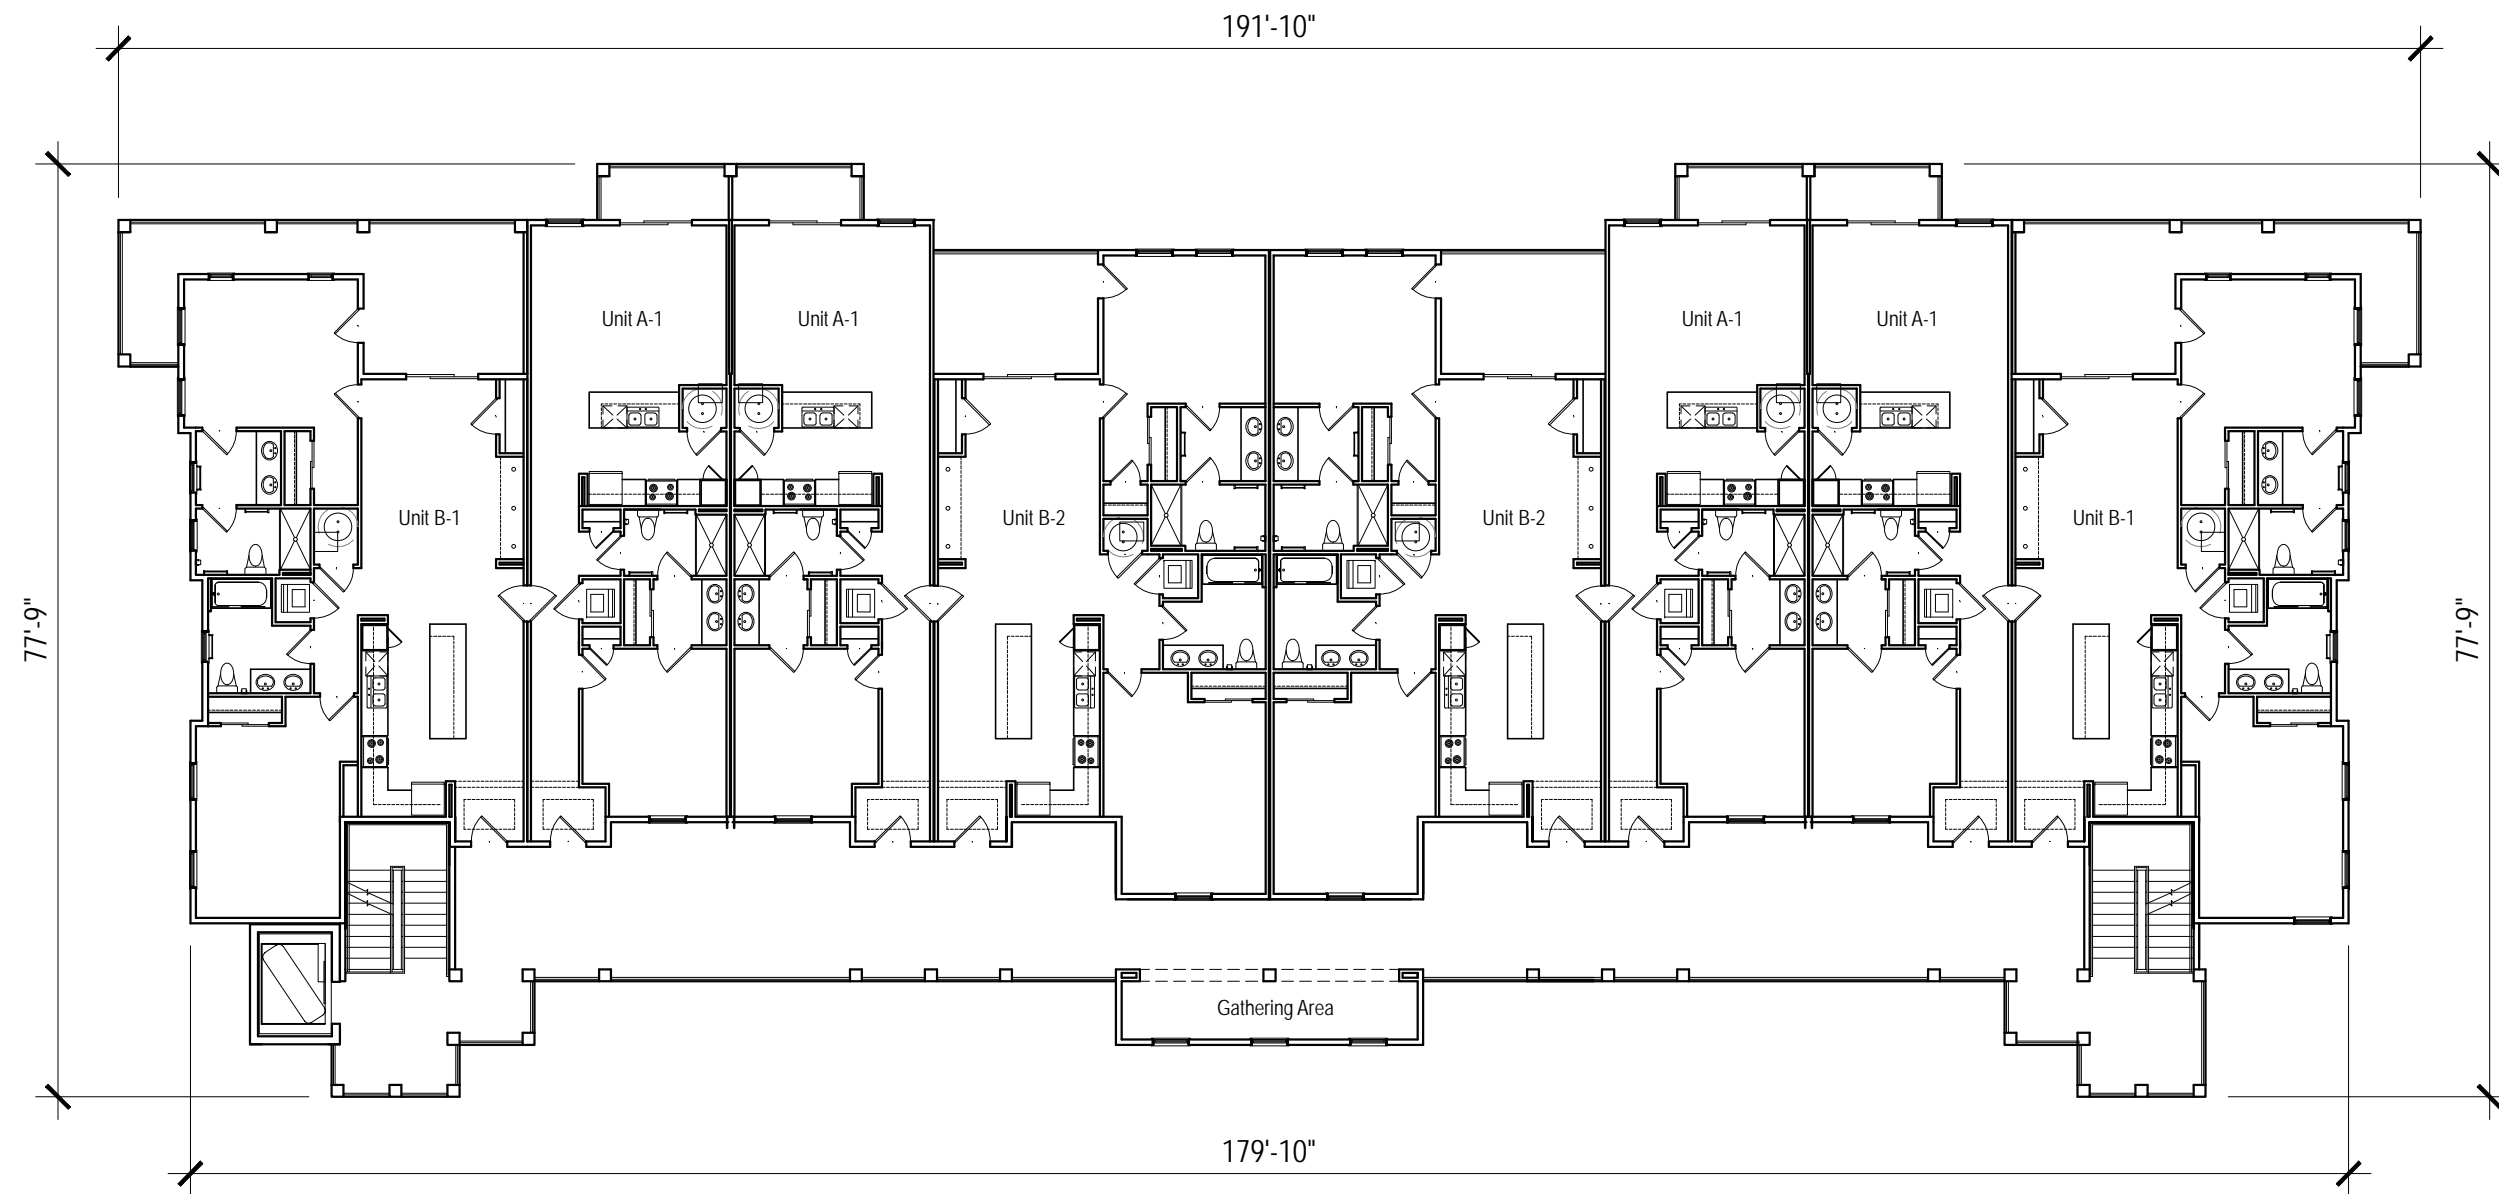 191'-10"
Unit A-1
Unit A-1
Unit A-1
Unit A-1
Unit B-1
Unit B-2
Unit B-2
Unit B-1
77'-9"
77'-9"
Gathering Area
179'-10"